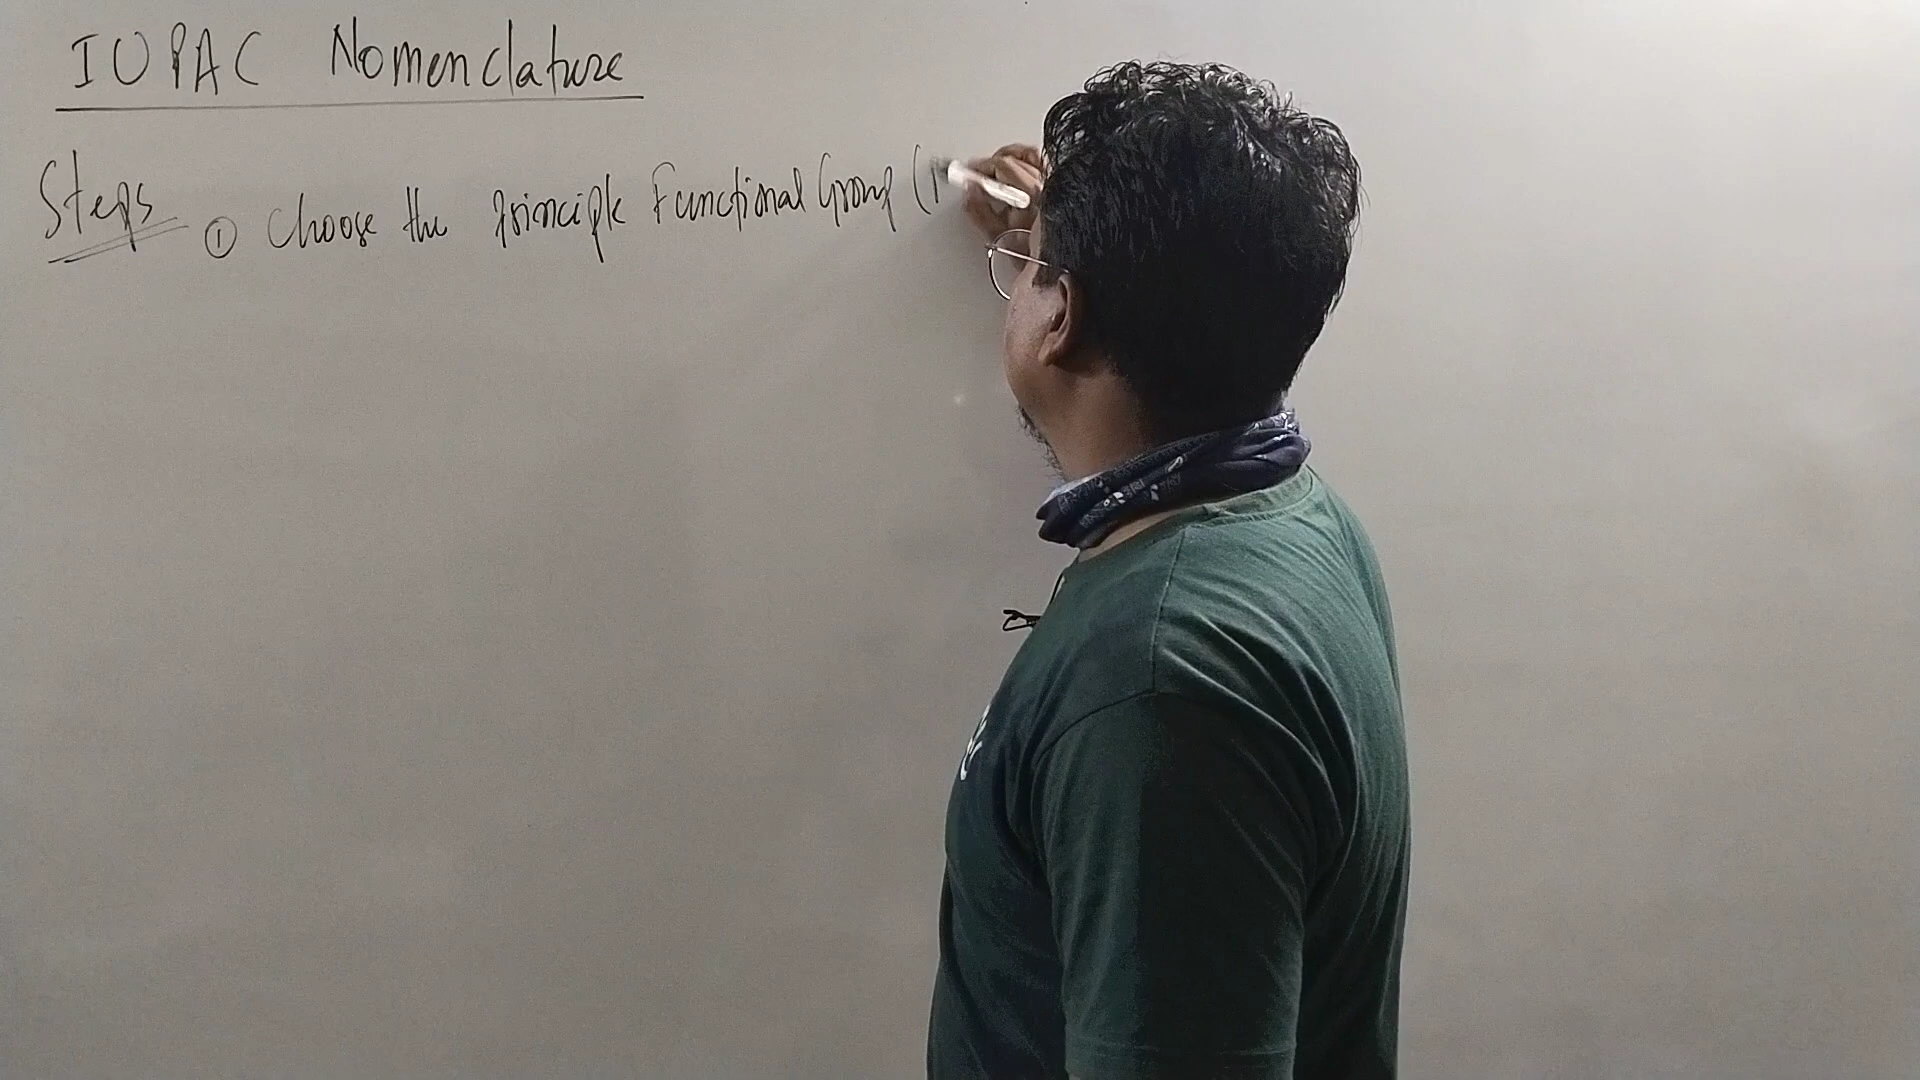 IUPAC Nomenclature
Steps ① Choose the Principle Functional Group (